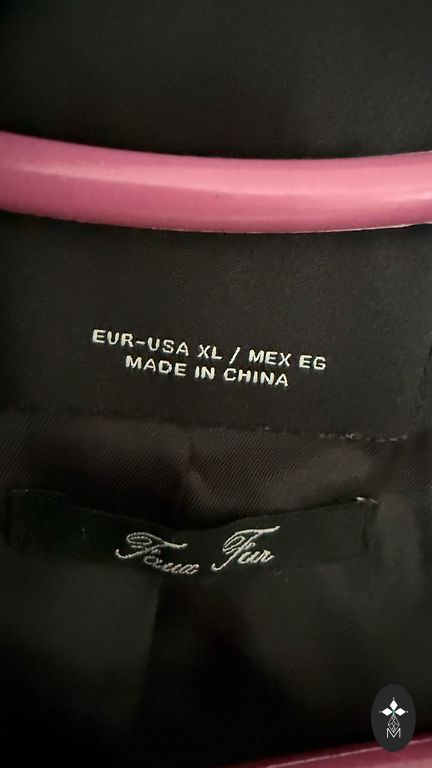 EUR-USA XL / MEX EG
MADE IN CHINA
Faux Fur
M